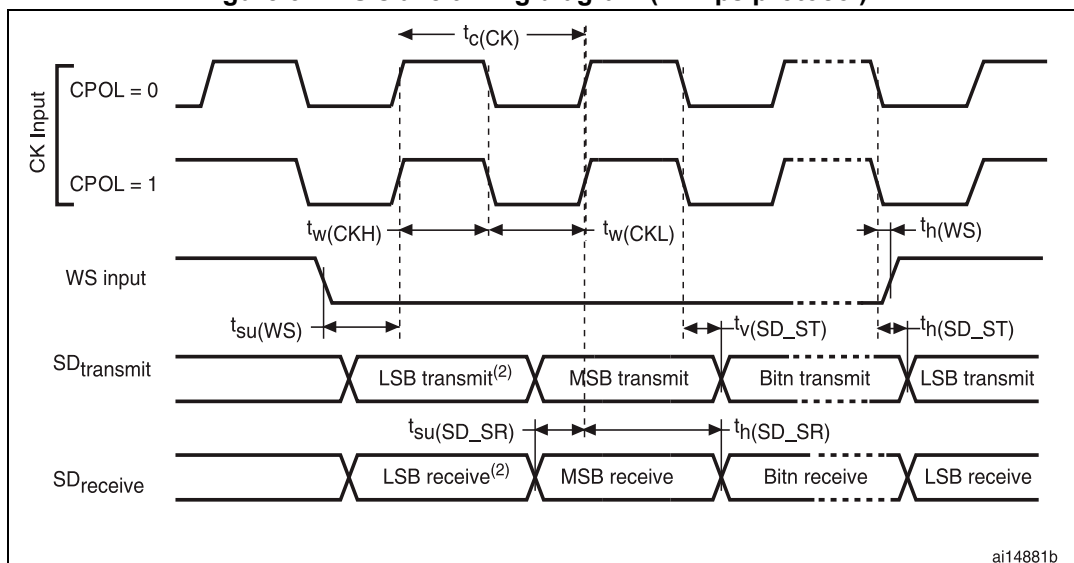 tc(CK)
CK Input
CPOL = 0
CPOL = 1
tw(CKH)
tw(CKL)
th(WS)
WS input
tsu(WS)
tv(SD_ST)
th(SD_ST)
SDtransmit
LSB transmit(2)
MSB transmit
Bitn transmit
LSB transmit
tsu(SD_SR)
th(SD_SR)
SDreceive
LSB receive(2)
MSB receive
Bitn receive
LSB receive
ai14881b